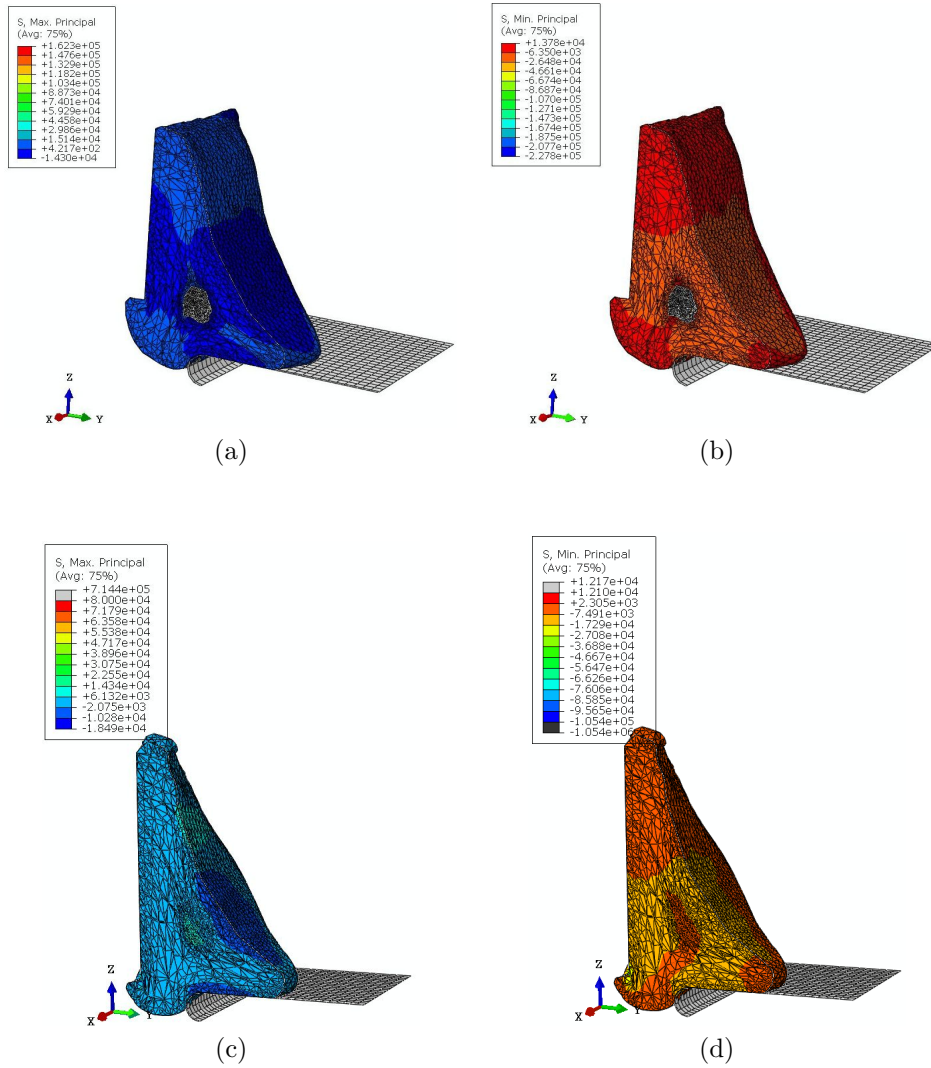 S, Max. Principal
(Avg: 75%)
+1.623e+05
+1.476e+05
+1.329e+05
+1.182e+05
+1.034e+05
+8.873e+04
+7.401e+04
+5.929e+04
+4.458e+04
+2.986e+04
+1.514e+04
+4.217e+02
-1.430e+04
Z
X
Y
(a)
S, Min. Principal
(Avg: 75%)
+1.378e+04
-6.350e+03
-2.648e+04
-4.661e+04
-6.674e+04
-8.687e+04
-1.070e+05
-1.271e+05
-1.473e+05
-1.674e+05
-1.875e+05
-2.077e+05
-2.278e+05
Z
X
Y
(b)
S, Max. Principal
(Avg: 75%)
+7.144e+05
+8.000e+04
+7.179e+04
+6.358e+04
+5.538e+04
+4.717e+04
+3.896e+04
+3.075e+04
+2.255e+04
+1.434e+04
+6.132e+03
-2.075e+03
-1.028e+04
-1.849e+04
Z
X
Y
(c)
S, Min. Principal
(Avg: 75%)
+1.217e+04
+1.210e+04
+2.305e+03
-7.491e+03
-1.729e+04
-2.708e+04
-3.688e+04
-4.667e+04
-5.647e+04
-6.626e+04
-7.606e+04
-8.585e+04
-9.565e+04
-1.054e+05
-1.054e+06
Z
X
Y
(d)